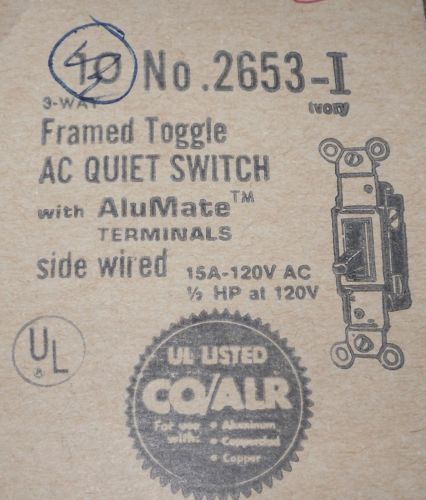 10 No.2653-I
3-WAY Ivory
Framed Toggle
AC QUIET SWITCH
with AluMate™
TERMINALS
side wired 15A-120V AC
½ HP at 120V
UL
®
UL LISTED
CO/ALR
For use with:
• Aluminum
• Copperclad
• Copper